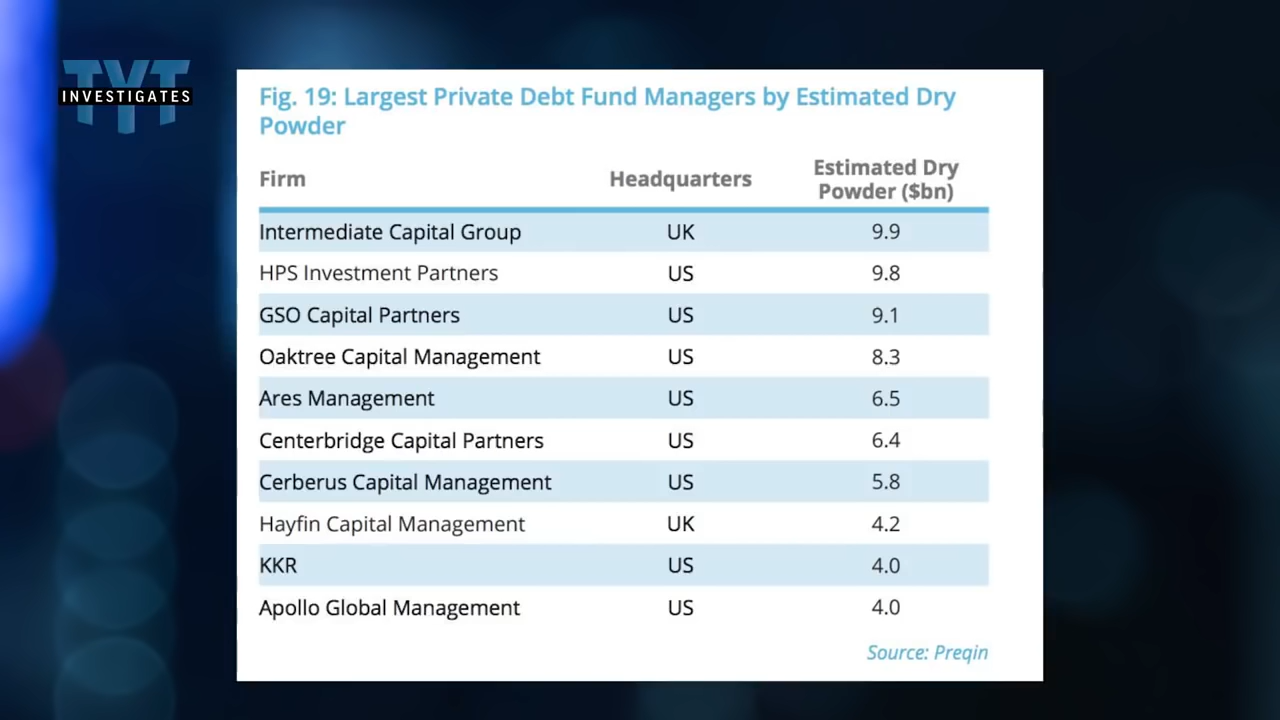 TYT
INVESTIGATES
Fig. 19: Largest Private Debt Fund Managers by Estimated Dry
Powder
Firm Headquarters Estimated Dry
Powder ($bn)
Intermediate Capital Group UK 9.9
HPS Investment Partners US 9.8
GSO Capital Partners US 9.1
Oaktree Capital Management US 8.3
Ares Management US 6.5
Centerbridge Capital Partners US 6.4
Cerberus Capital Management US 5.8
Hayfin Capital Management UK 4.2
KKR US 4.0
Apollo Global Management US 4.0
Source: Preqin